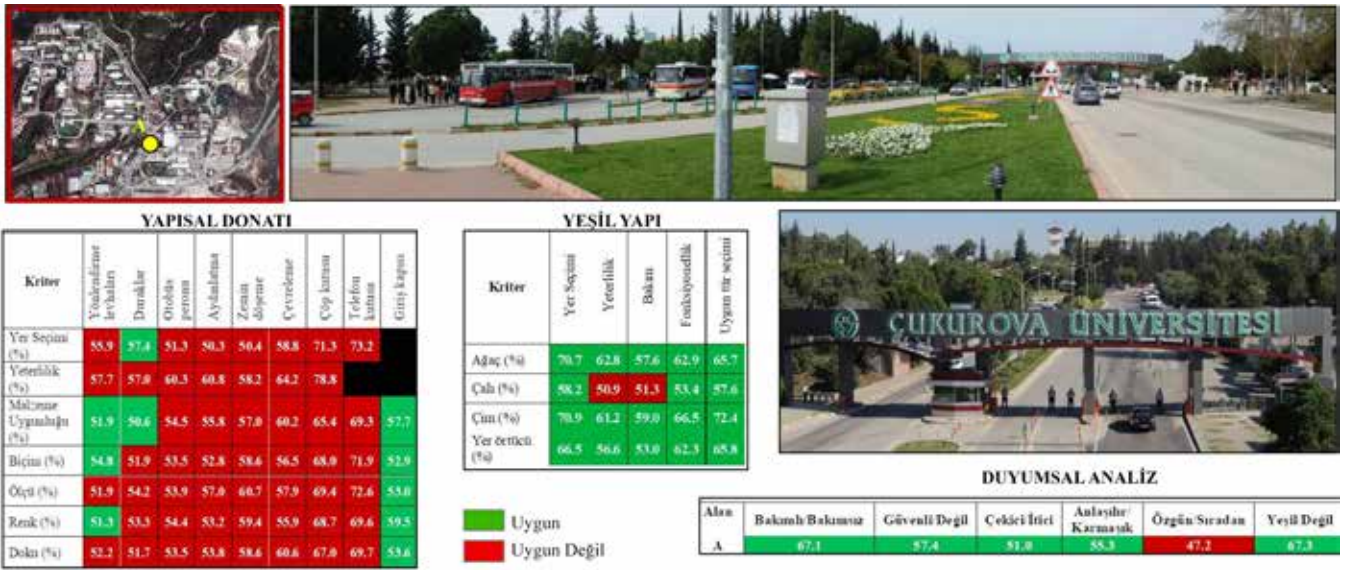 A
YAPISAL DONATI
Kriter Yönlendirme levhaları Duraklar Otobüs peronu Aydınlatma Zemin döşeme Çevreleme Çöp kutusu Telefon kutusu Giriş kapısı
Yer Seçimi (%) 55.9 57.4 51.3 50.3 50.4 58.8 71.3 73.2
Yeterlilik (%) 57.7 57.0 60.3 60.8 58.2 64.2 78.8
Malzeme Uygunluğu (%) 51.9 50.6 54.5 55.8 57.0 60.2 65.4 69.3 57.7
Biçim (%) 54.8 51.9 53.5 52.8 58.6 56.5 68.0 71.9 52.9
Ölçü (%) 51.9 54.2 53.9 57.0 60.7 57.9 69.4 72.6 53.0
Renk (%) 51.3 53.3 54.4 53.2 59.4 55.9 68.7 69.6 59.5
Doku (%) 52.2 51.7 53.5 53.8 58.6 60.6 67.0 69.7 53.6
YEŞİL YAPI
Kriter Yer Seçimi Yeterlilik Bakım Fonksiyonellik Uygun tür seçimi
Ağaç (%) 70.7 62.8 57.6 62.9 65.7
Çalı (%) 58.2 50.9 51.3 53.4 57.6
Çim (%) 70.9 61.2 59.0 66.5 72.4
Yer örtücü (%) 66.5 56.6 53.0 62.3 65.8
Uygun
Uygun Değil
ÇUKUROVA ÜNİVERSİTESİ
DUYUMSAL ANALİZ
Alan Bakımlı/Bakımsız Güvenli/Değil Çekici/İtici Anlaşılır/Karmaşık Özgün/Sıradan Yeşil/Değil
A 67.1 57.4 51.0 55.3 47.2 67.3